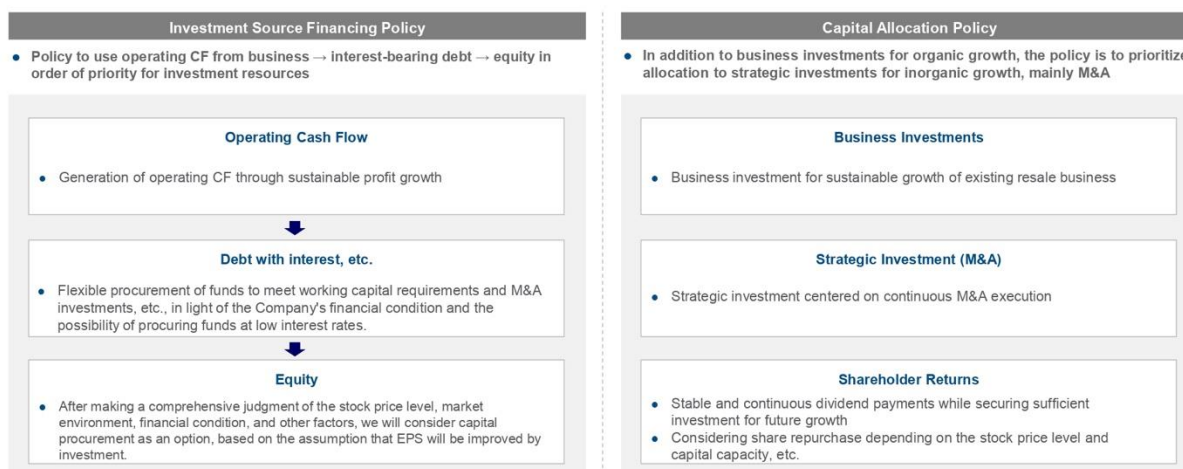 Investment Source Financing Policy
● Policy to use operating CF from business → interest-bearing debt → equity in
order of priority for investment resources
Operating Cash Flow
● Generation of operating CF through sustainable profit growth
Debt with interest, etc.
● Flexible procurement of funds to meet working capital requirements and M&A
investments, etc., in light of the Company's financial condition and the
possibility of procuring funds at low interest rates.
Equity
● After making a comprehensive judgment of the stock price level, market
environment, financial condition, and other factors, we will consider capital
procurement as an option, based on the assumption that EPS will be improved by
investment.
Capital Allocation Policy
● In addition to business investments for organic growth, the policy is to prioritize
allocation to strategic investments for inorganic growth, mainly M&A
Business Investments
● Business investment for sustainable growth of existing resale business
Strategic Investment (M&A)
● Strategic investment centered on continuous M&A execution
Shareholder Returns
● Stable and continuous dividend payments while securing sufficient
investment for future growth
● Considering share repurchase depending on the stock price level and
capital capacity, etc.